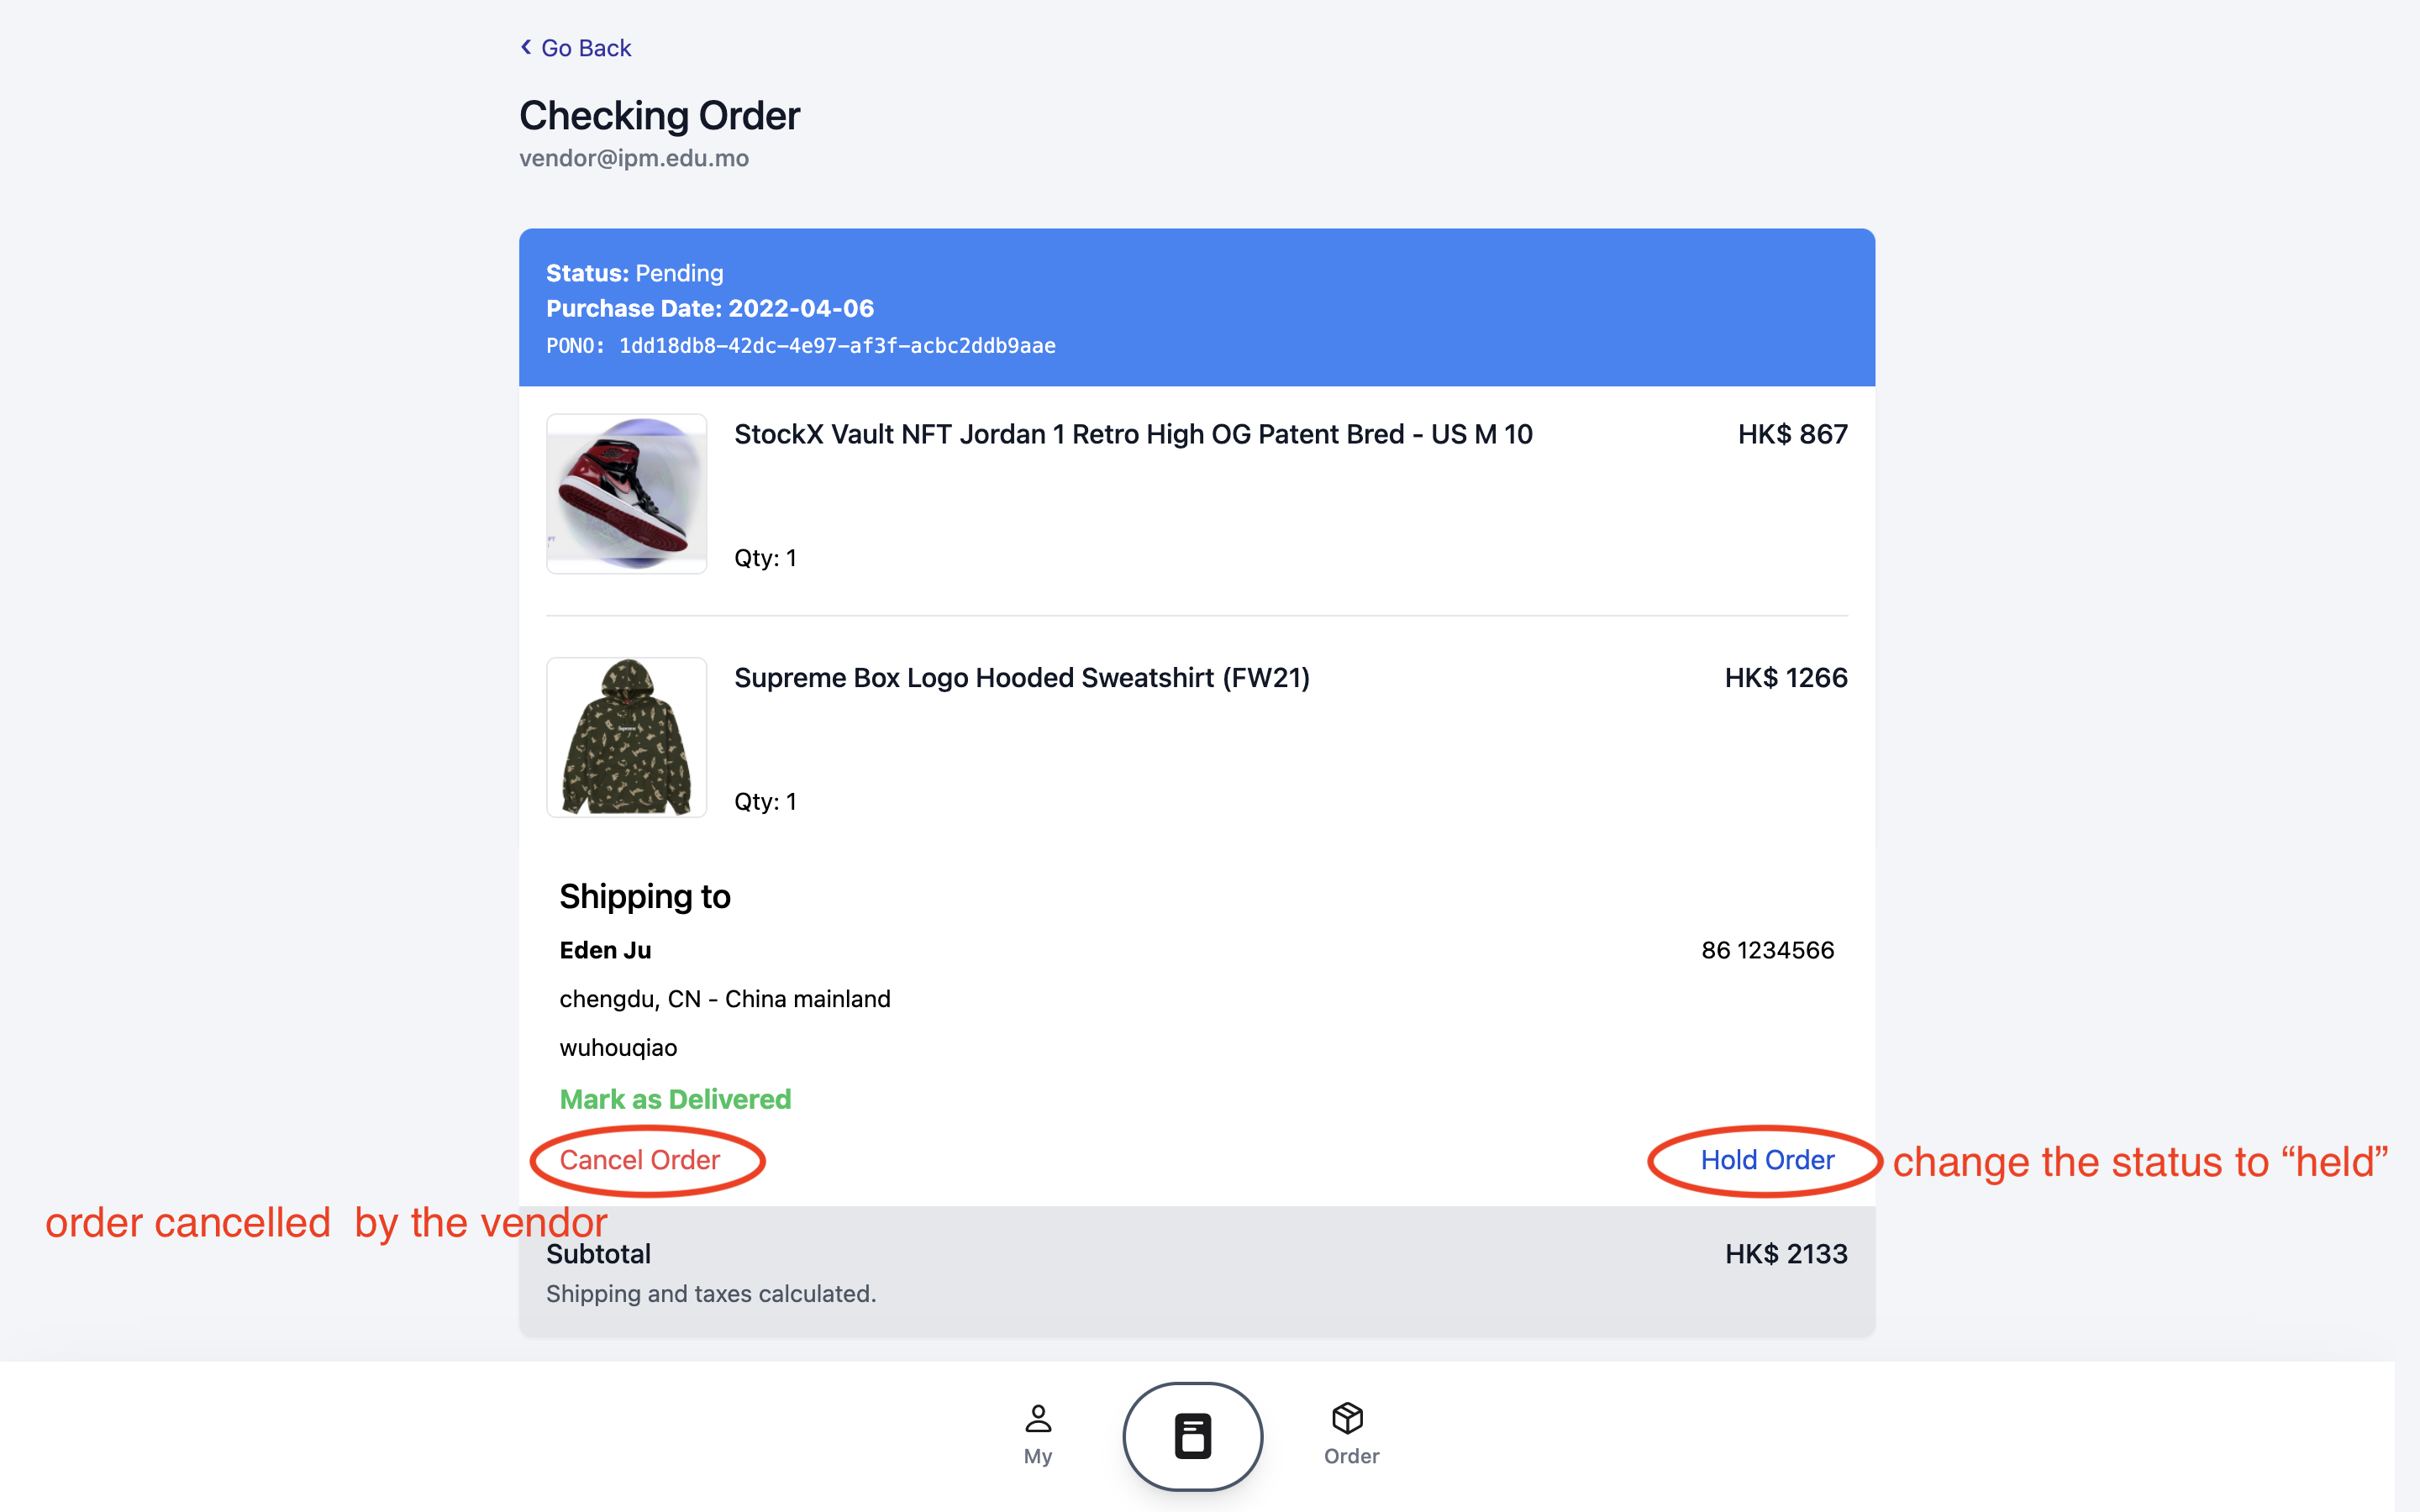 Go Back
Checking Order
vendor@ipm.edu.mo
Status: Pending
Purchase Date: 2022-04-06
PONO: 1dd18db8-42dc-4e97-af3f-acbc2ddb9aae
StockX Vault NFT Jordan 1 Retro High OG Patent Bred - US M 10 HK$ 867
Qty: 1
Supreme Box Logo Hooded Sweatshirt (FW21) HK$ 1266
Supreme
Qty: 1
Shipping to
Eden Ju 86 1234566
chengdu, CN - China mainland
wuhouqiao
Mark as Delivered
Cancel Order Hold Order change the status to “held”
order cancelled by the vendor
Subtotal HK$ 2133
Shipping and taxes calculated.
My Order